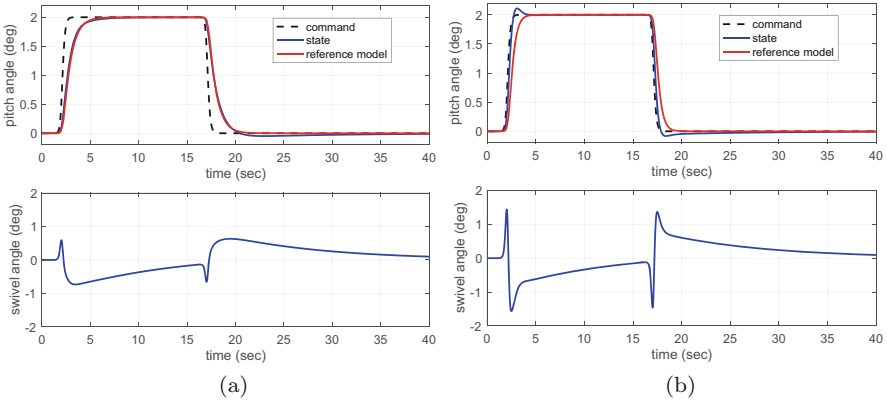 pitch angle (deg)
2
1.5
1
0.5
0
command
state
reference model
0 5 10 15 20 25 30 35 40
time (sec)
swivel angle (deg)
2
1
0
-1
-2
0 5 10 15 20 25 30 35 40
time (sec)
(a)
pitch angle (deg)
2
1.5
1
0.5
0
command
state
reference model
0 5 10 15 20 25 30 35 40
time (sec)
swivel angle (deg)
2
1
0
-1
-2
0 5 10 15 20 25 30 35 40
time (sec)
(b)